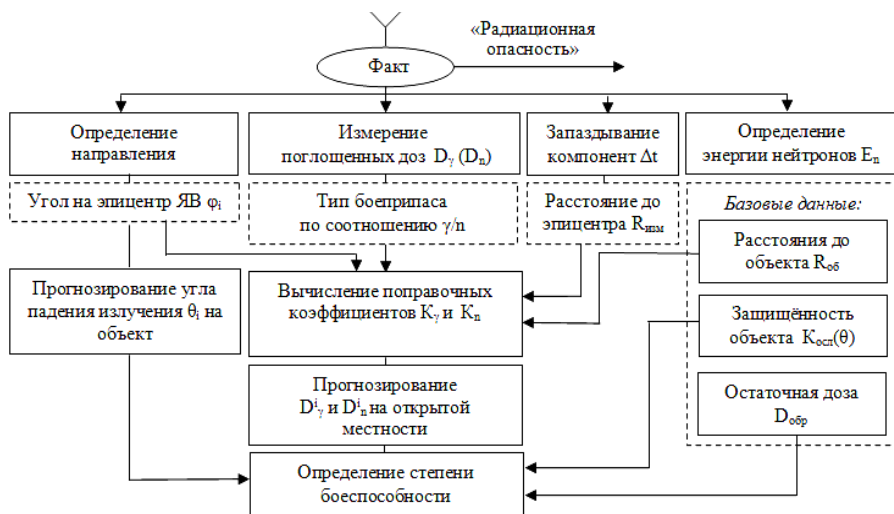 «Радиационная
опасность»
Факт
Определение
направления
Измерение
поглощенных доз Dγ (Dn)
Запаздывание
компонент Δt
Определение
энергии нейтронов En
Угол на эпицентр ЯВ φi
Тип боеприпаса
по соотношению γ/n
Расстояние до
эпицентра Rизм
Базовые данные:
Расстояния до
объекта Rоб
Прогнозирование угла
падения излучения θi на
объект
Вычисление поправочных
коэффициентов Kγ и Kn
Защищённость
объекта Kосл(θ)
Прогнозирование
Diγ и Din на открытой
местности
Остаточная доза
Dобр
Определение степени
боеспособности